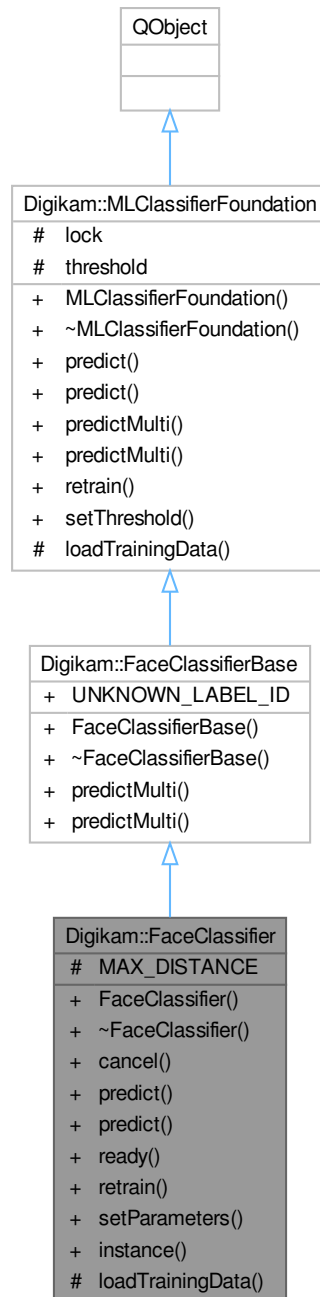 QObject
Digikam::MLClassifierFoundation
# lock
# threshold
+ MLClassifierFoundation()
+ ~MLClassifierFoundation()
+ predict()
+ predict()
+ predictMulti()
+ predictMulti()
+ retrain()
+ setThreshold()
# loadTrainingData()
Digikam::FaceClassifierBase
+ UNKNOWN_LABEL_ID
+ FaceClassifierBase()
+ ~FaceClassifierBase()
+ predictMulti()
+ predictMulti()
Digikam::FaceClassifier
# MAX_DISTANCE
+ FaceClassifier()
+ ~FaceClassifier()
+ cancel()
+ predict()
+ predict()
+ ready()
+ retrain()
+ setParameters()
+ instance()
# loadTrainingData()